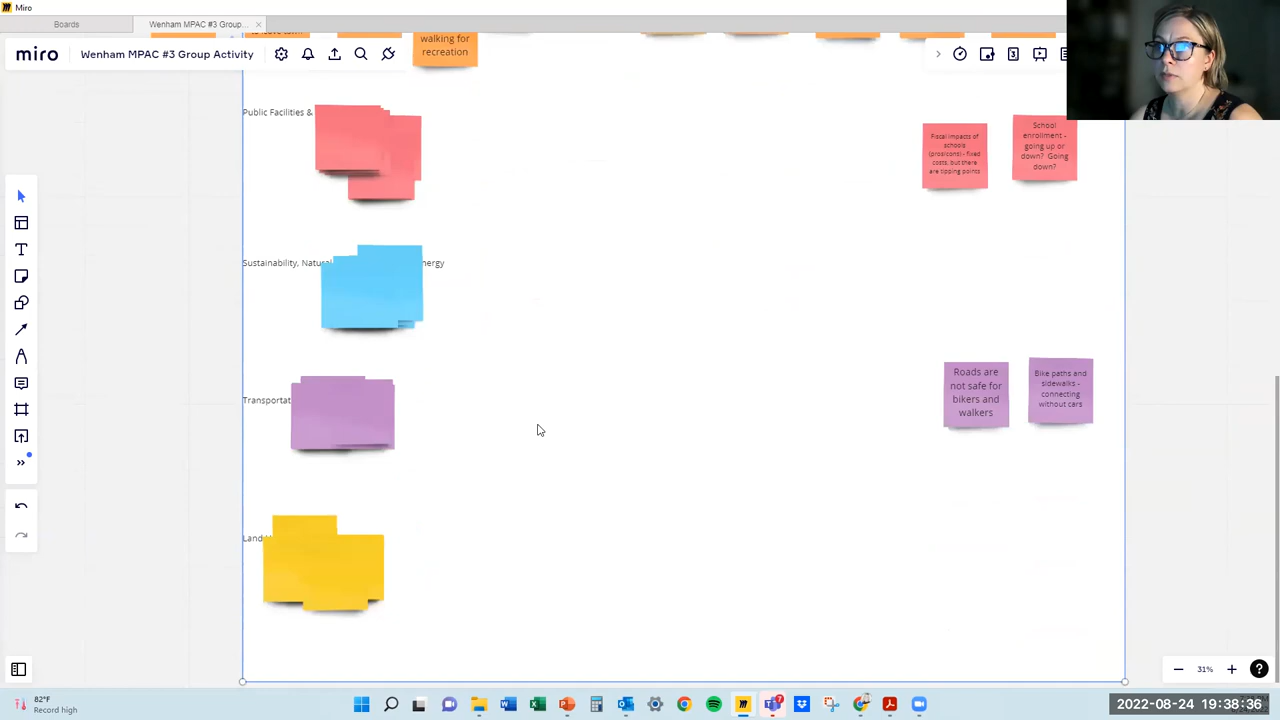 Miro
Boards
Wenham MPAC #3 Group...
miro
Wenham MPAC #3 Group Activity
walking for
recreation
Public Facilities &
Fiscal impacts of
schools
(pros/cons) - fixed
costs, but there
are tipping points
School
enrollment -
going up or
down? Going
down?
Sustainability, Natural
ergy
Transportat
Roads are
not safe for
bikers and
walkers
Bike paths and
sidewalks -
connecting
without cars
Land
31%
82°F
Record high
2022-08-24 19:38:36